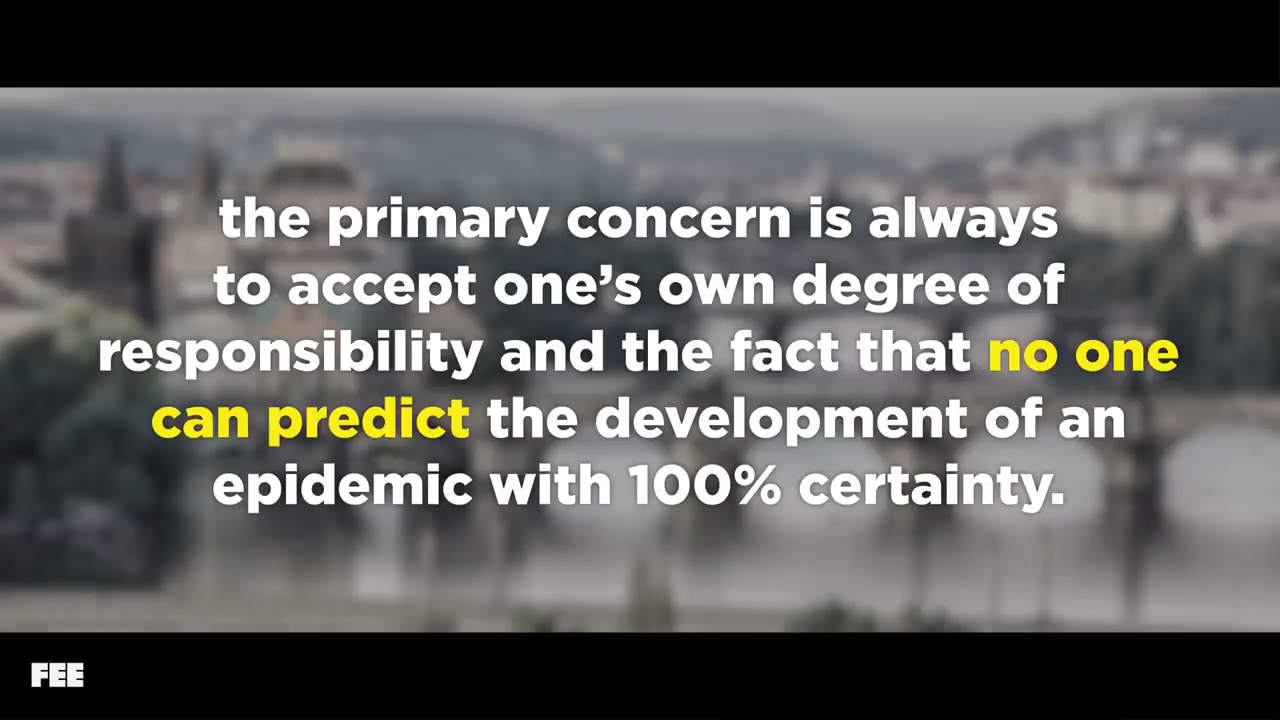 the primary concern is always
to accept one’s own degree of
responsibility and the fact that no one
can predict the development of an
epidemic with 100% certainty.
FEE